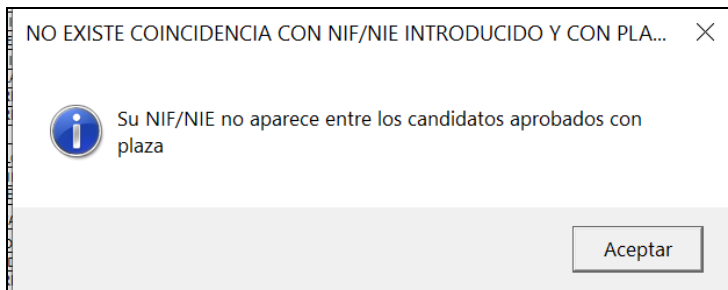 NO EXISTE COINCIDENCIA CON NIF/NIE INTRODUCIDO Y CON PLA...
Su NIF/NIE no aparece entre los candidatos aprobados con
plaza
Aceptar